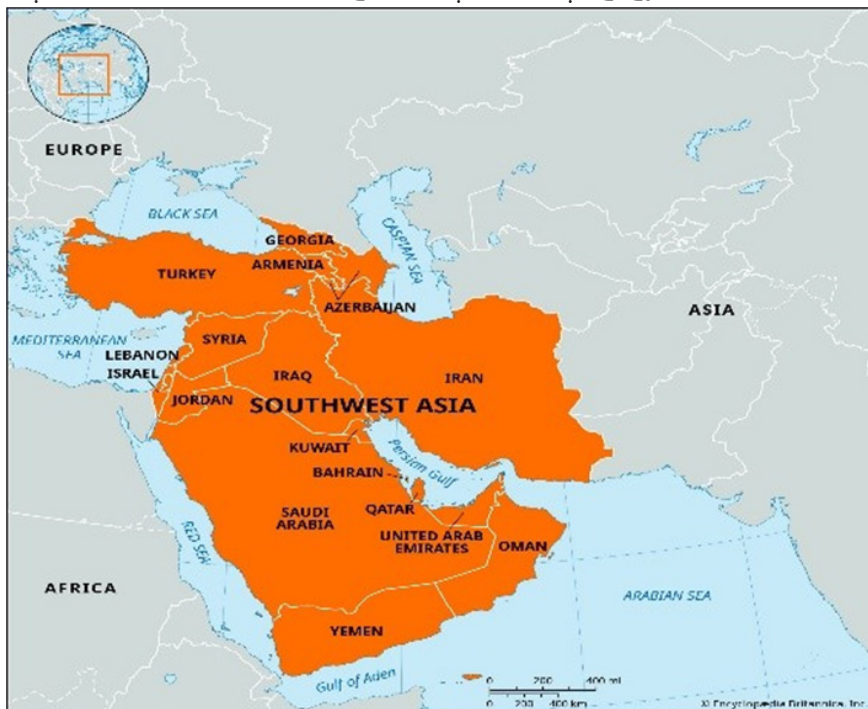 EUROPE
BLACK SEA
CASPIAN SEA
GEORGIA
ARMENIA
TURKEY
AZERBAIJAN
ASIA
MEDITERRANEAN
SEA
SYRIA
LEBANON
ISRAEL
IRAQ
IRAN
JORDAN
SOUTHWEST ASIA
KUWAIT
Persian Gulf
BAHRAIN
SAUDI
ARABIA
QATAR
UNITED ARAB
EMIRATES
OMAN
RED SEA
AFRICA
ARABIAN SEA
YEMEN
Gulf of Aden
0 200 400 mi
0 200 400 km
© Encyclopædia Britannica, Inc.